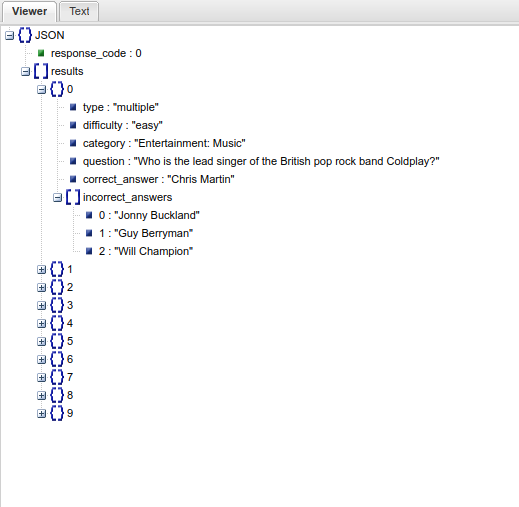 Viewer Text
JSON
response_code : 0
results
0
type : "multiple"
difficulty : "easy"
category : "Entertainment: Music"
question : "Who is the lead singer of the British pop rock band Coldplay?"
correct_answer : "Chris Martin"
incorrect_answers
0 : "Jonny Buckland"
1 : "Guy Berryman"
2 : "Will Champion"
1
2
3
4
5
6
7
8
9